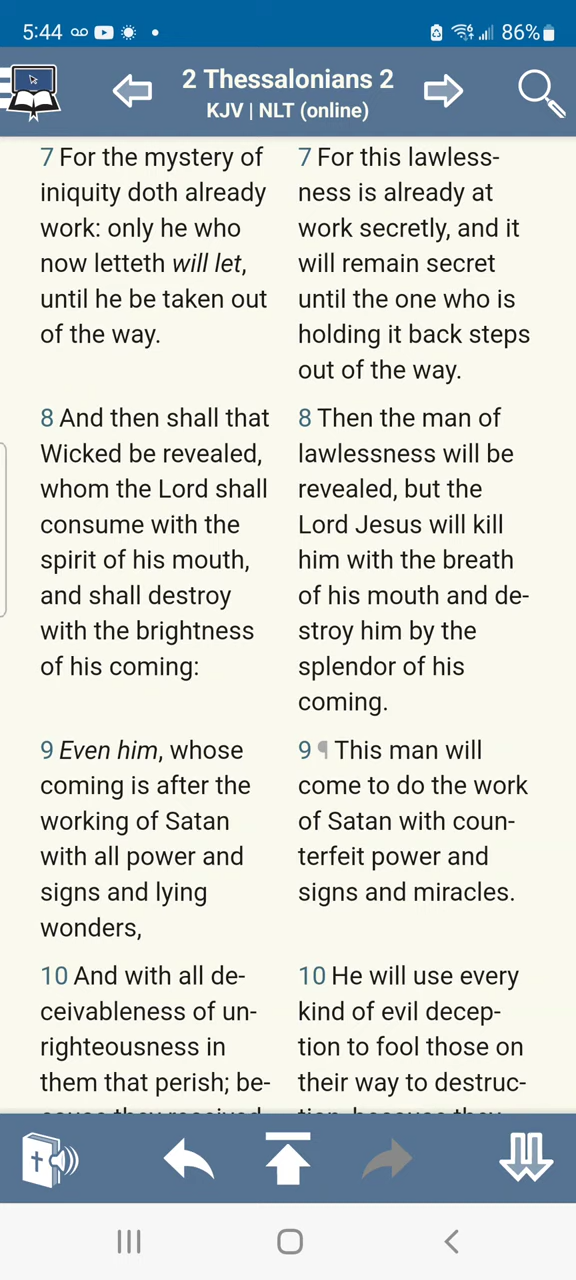 5:44
86%
2 Thessalonians 2
KJV | NLT (online)
7 For the mystery of
iniquity doth already
work: only he who
now letteth will let,
until he be taken out
of the way.
7 For this lawless-
ness is already at
work secretly, and it
will remain secret
until the one who is
holding it back steps
out of the way.
8 And then shall that
Wicked be revealed,
whom the Lord shall
consume with the
spirit of his mouth,
and shall destroy
with the brightness
of his coming:
8 Then the man of
lawlessness will be
revealed, but the
Lord Jesus will kill
him with the breath
of his mouth and de-
stroy him by the
splendor of his
coming.
9 Even him, whose
coming is after the
working of Satan
with all power and
signs and lying
wonders,
9 ¶ This man will
come to do the work
of Satan with coun-
terfeit power and
signs and miracles.
10 And with all de-
ceivableness of un-
righteousness in
them that perish; be-
cause they received
10 He will use every
kind of evil decep-
tion to fool those on
their way to destruc-
tion, because they